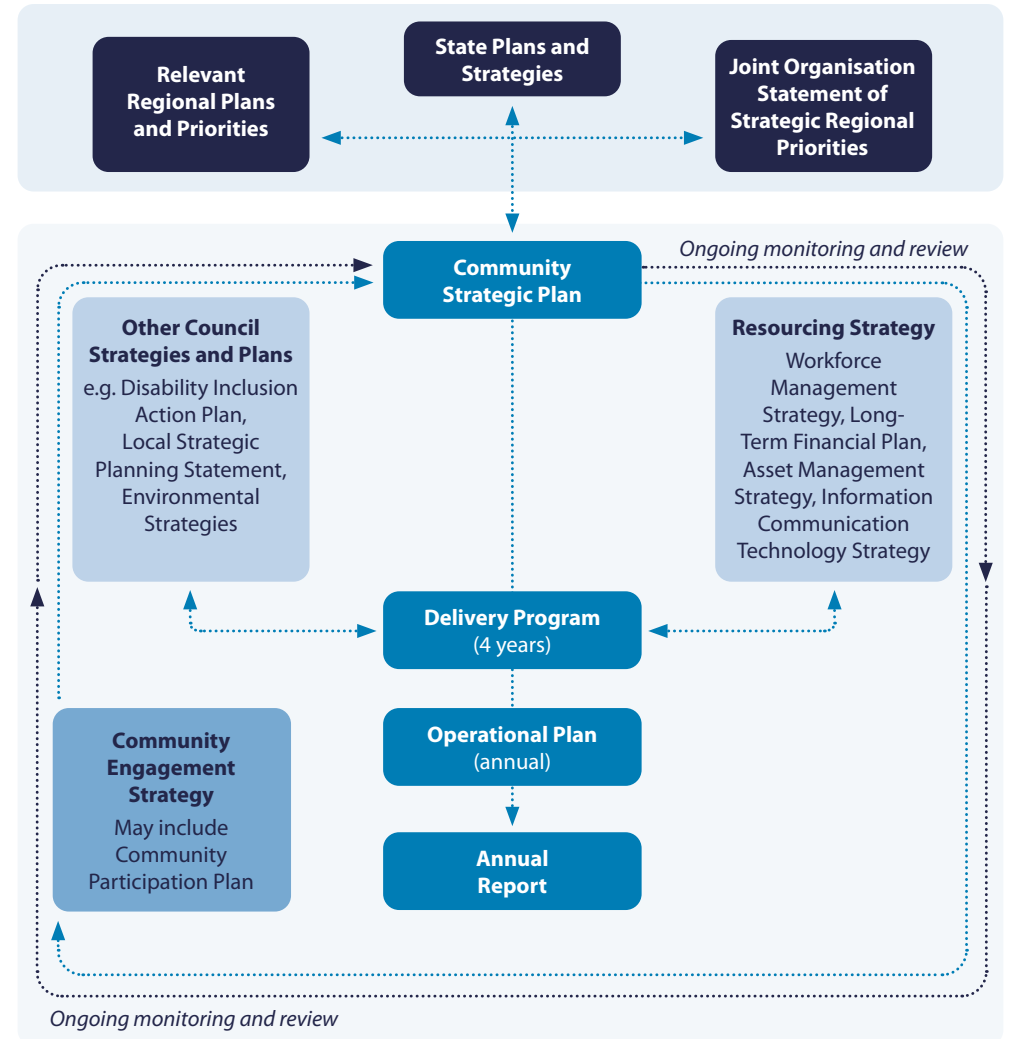 Relevant
Regional Plans
and Priorities
State Plans and
Strategies
Joint Organisation
Statement of
Strategic Regional
Priorities
Ongoing monitoring and review
Community
Strategic Plan
Other Council
Strategies and Plans
e.g. Disability Inclusion
Action Plan,
Local Strategic
Planning Statement,
Environmental
Strategies
Resourcing Strategy
Workforce
Management
Strategy, Long-
Term Financial Plan,
Asset Management
Strategy, Information
Communication
Technology Strategy
Delivery Program
(4 years)
Community
Engagement
Strategy
May include
Community
Participation Plan
Operational Plan
(annual)
Annual
Report
Ongoing monitoring and review